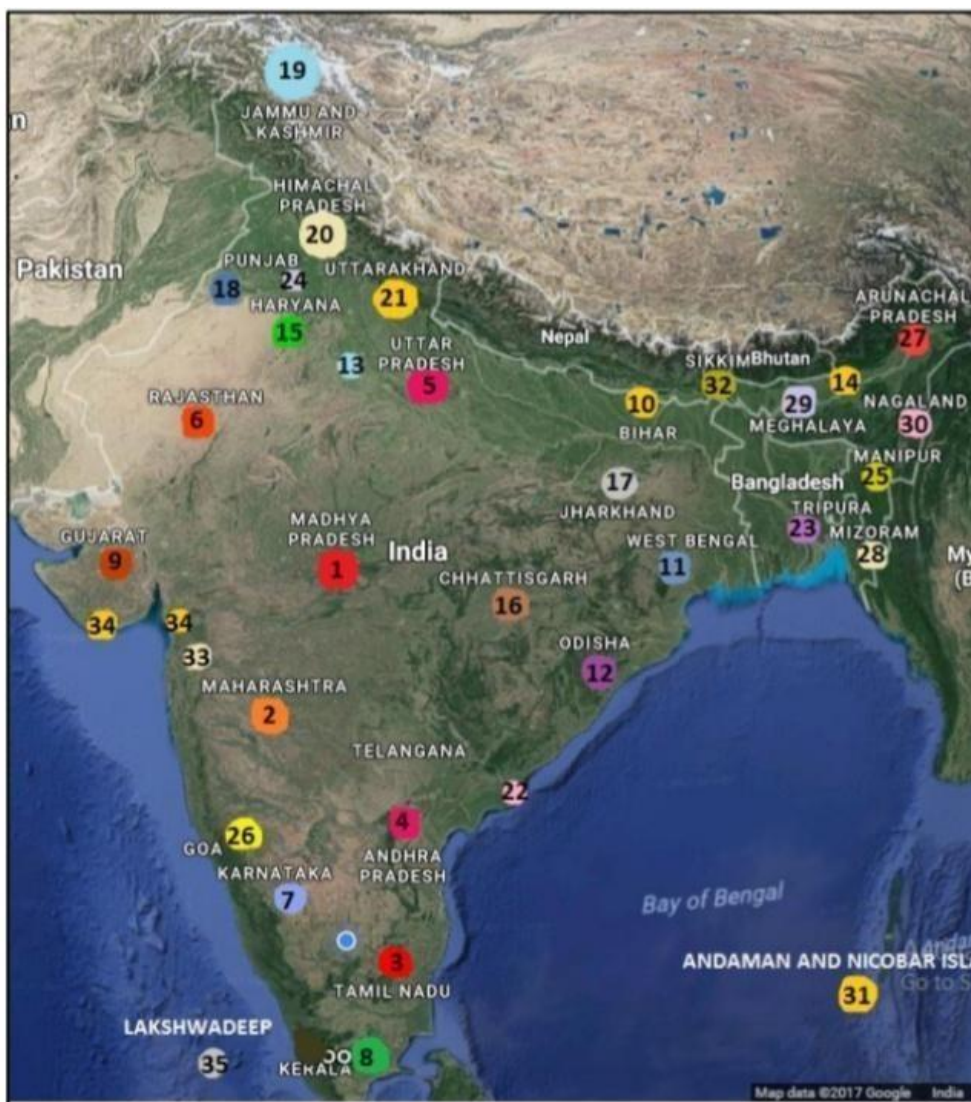 19
JAMMU AND
KASHMIR
n
HIMACHAL
PRADESH
20
Pakistan
PUNJAB
24
UTTARAKHAND
18
HARYANA
21
15
ARUNACHAL
PRADESH
27
Nepal
UTTAR
PRADESH
13
5
SIKKIM
Bhutan
32
14
RAJASTHAN
6
10
BIHAR
29
MEGHALAYA
NAGALAND
30
MANIPUR
25
17
JHARKHAND
Bangladesh
TRIPURA
23
MIZORAM
28
GUJARAT
9
MADHYA
PRADESH
1
India
WEST BENGAL
11
My
(B
CHHATTISGARH
16
34
34
33
ODISHA
12
MAHARASHTRA
2
TELANGANA
22
26
GOA
4
ANDHRA
PRADESH
KARNATAKA
7
Bay of Bengal
3
TAMIL NADU
ANDAMAN AND NICOBAR ISL
Go to S
31
LAKSHWADEEP
35
OO
8
KERALA
Map data ©2017 Google India